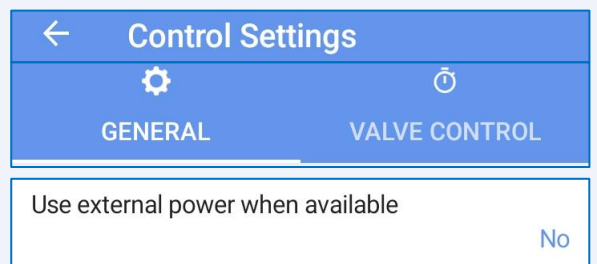 Control Settings
GENERAL
VALVE CONTROL
Use external power when available
No